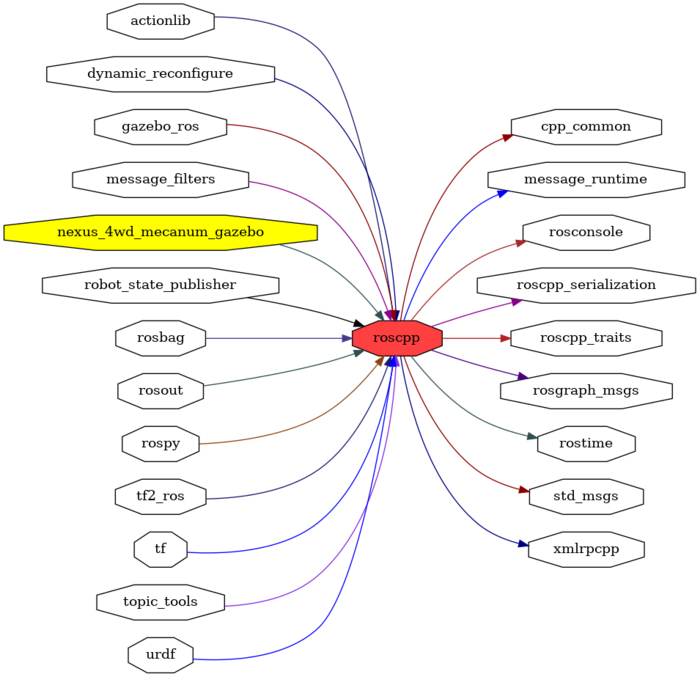 actionlib
dynamic_reconfigure
gazebo_ros
message_filters
nexus_4wd_mecanum_gazebo
robot_state_publisher
rosbag
rosout
rospy
tf2_ros
tf
topic_tools
urdf
roscpp
cpp_common
message_runtime
rosconsole
roscpp_serialization
roscpp_traits
rosgraph_msgs
rostime
std_msgs
xmlrpcpp